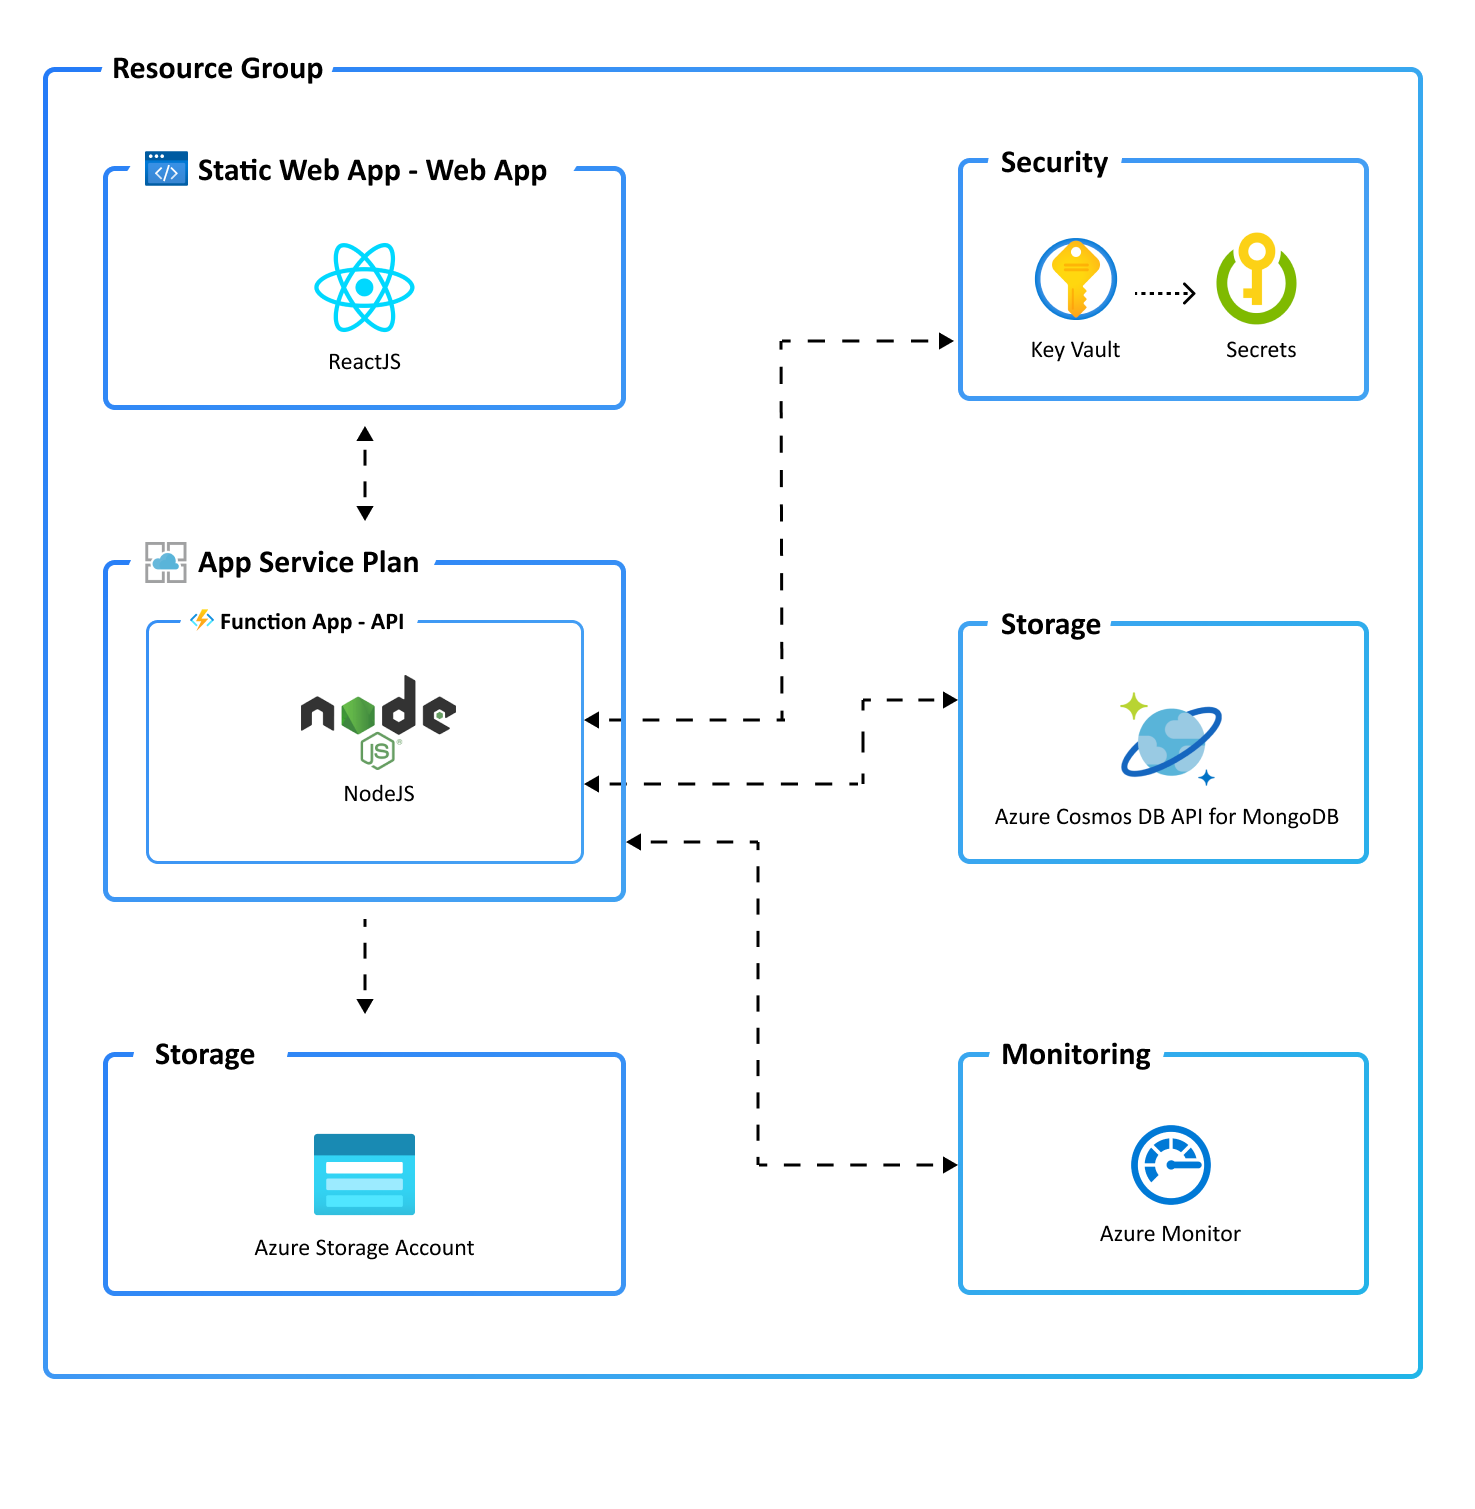 Resource Group
Static Web App - Web App
ReactJS
Security
Key Vault
Secrets
App Service Plan
Function App - API
node
JS
®
NodeJS
Storage
Azure Cosmos DB API for MongoDB
Storage
Azure Storage Account
Monitoring
Azure Monitor